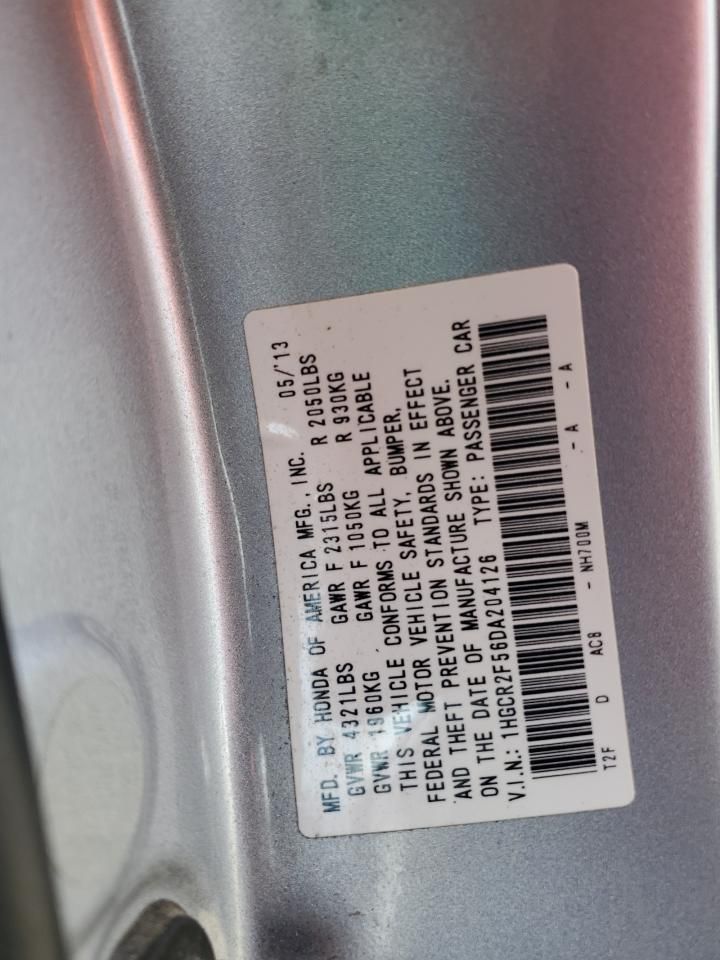 MFD. BY HONDA OF AMERICA MFG., INC. 05/'13
GVWR 4321LBS GAWR F 2315LBS R 2050LBS
GVWR 1960KG GAWR F 1050KG R 930KG
THIS VEHICLE CONFORMS TO ALL APPLICABLE
FEDERAL MOTOR VEHICLE SAFETY, BUMPER,
AND THEFT PREVENTION STANDARDS IN EFFECT
ON THE DATE OF MANUFACTURE SHOWN ABOVE.
V.I.N.: 1HGCR2F56DA204126 TYPE: PASSENGER CAR
T2F D AC8 - NH700M - A - A